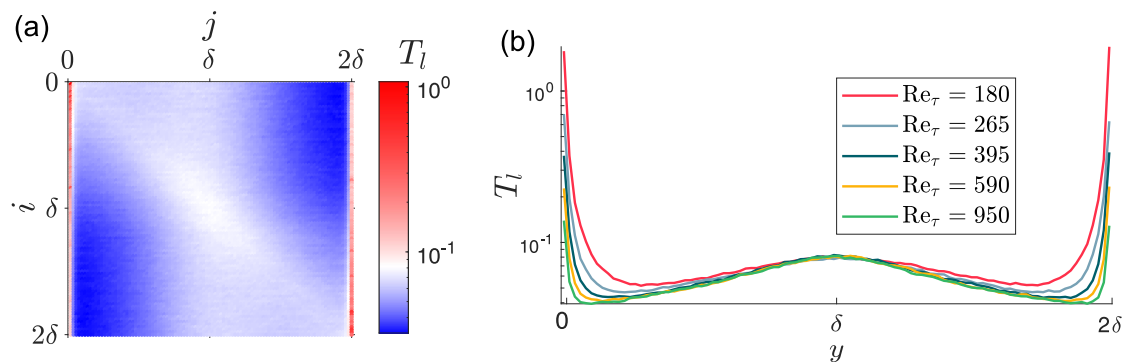 (a)
j
0 δ 2δ
T_l
0
i
δ
2δ
10^0
10^-1
(b)
T_l
10^0
10^-1
Re_τ = 180
Re_τ = 265
Re_τ = 395
Re_τ = 590
Re_τ = 950
0 δ 2δ
y